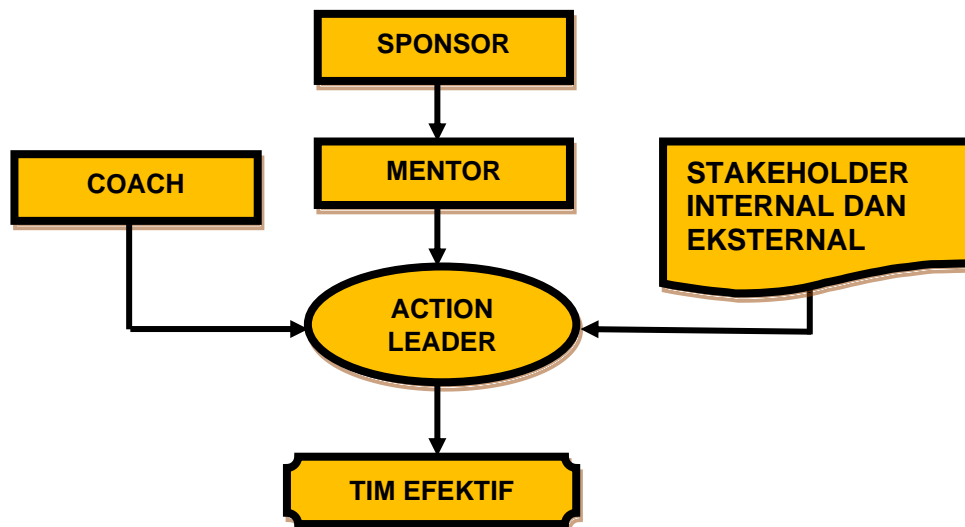 SPONSOR
MENTOR
COACH
STAKEHOLDER
INTERNAL DAN
EKSTERNAL
ACTION
LEADER
TIM EFEKTIF